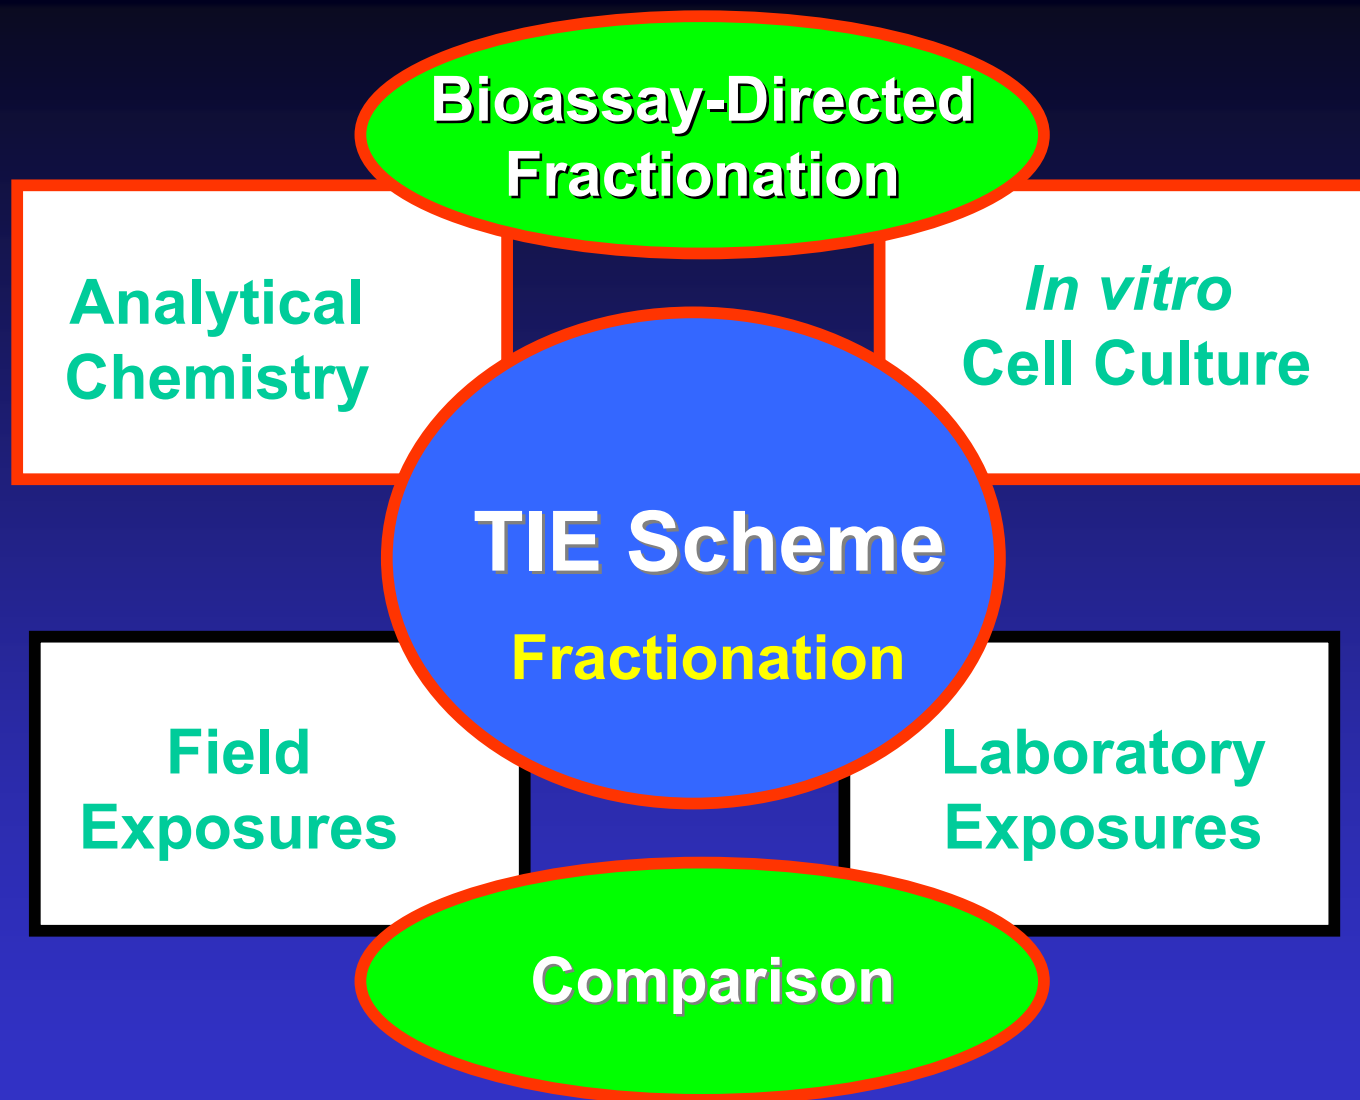 Bioassay-Directed
Fractionation
Analytical
Chemistry
In vitro
Cell Culture
TIE Scheme
Fractionation
Field
Exposures
Laboratory
Exposures
Comparison